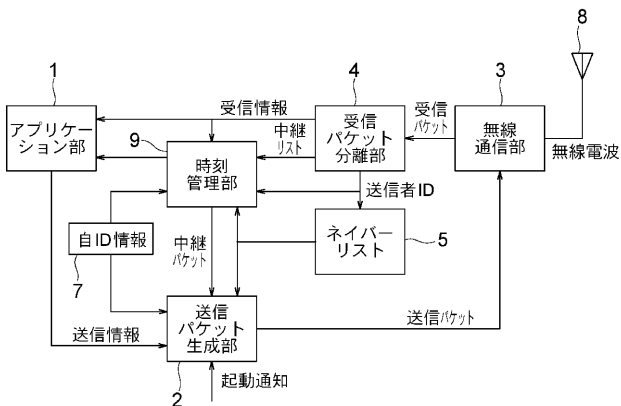 8
1
4
3
アプリケー
ション部
受信情報
受信
パケット
分離部
受信
パケット
無線
通信部
無線電波
9
中継
リスト
時刻
管理部
送信者ID
自ID情報
7
中継
パケット
ネイバー
リスト
5
送信情報
送信
パケット
生成部
送信パケット
2
起動通知